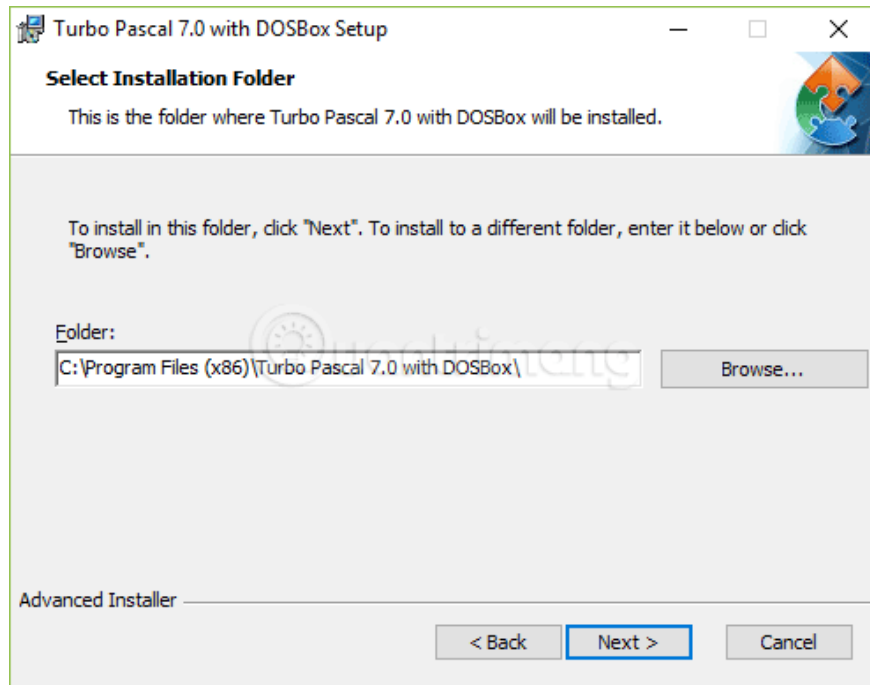 Turbo Pascal 7.0 with DOSBox Setup
Select Installation Folder
This is the folder where Turbo Pascal 7.0 with DOSBox will be installed.
To install in this folder, click "Next". To install to a different folder, enter it below or click
"Browse".
Folder:
C:\Program Files (x86)\Turbo Pascal 7.0 with DOSBox\
Browse...
Quantrimang
Advanced Installer
< Back
Next >
Cancel